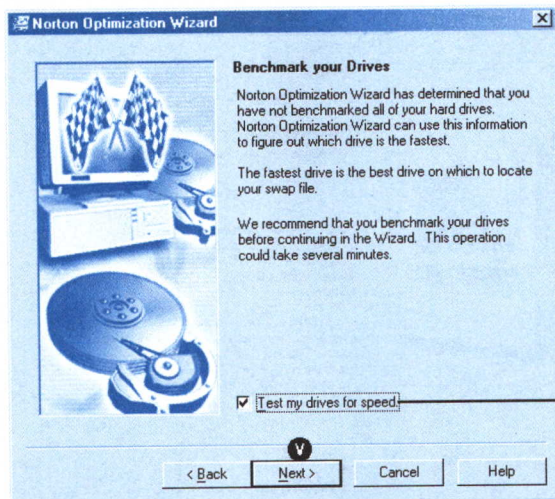 Norton Optimization Wizard
Benchmark your Drives
Norton Optimization Wizard has determined that you
have not benchmarked all of your hard drives.
Norton Optimization Wizard can use this information
to figure out which drive is the fastest.
The fastest drive is the best drive on which to locate
your swap file.
We recommend that you benchmark your drives
before continuing in the Wizard. This operation
could take several minutes.
Test my drives for speed.
V
< Back Next > Cancel Help